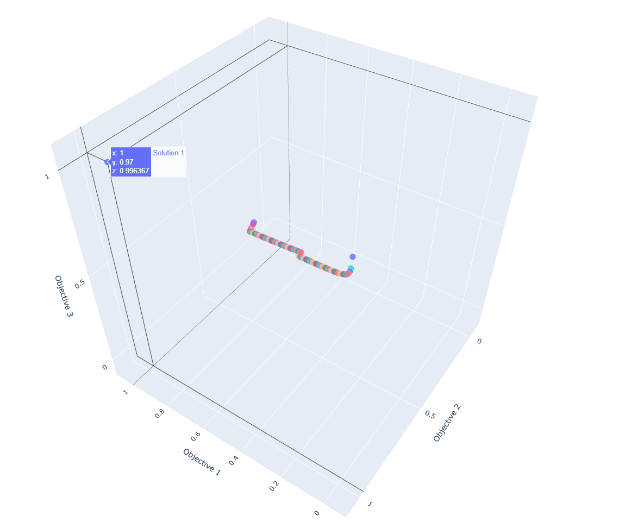 x: 1
y: 0.97
z: 0.996367
Solution 1
1
0.5
0
Objective 3
1
0.8
0.6
0.4
0.2
0
Objective 1
0
0.5
1
Objective 2